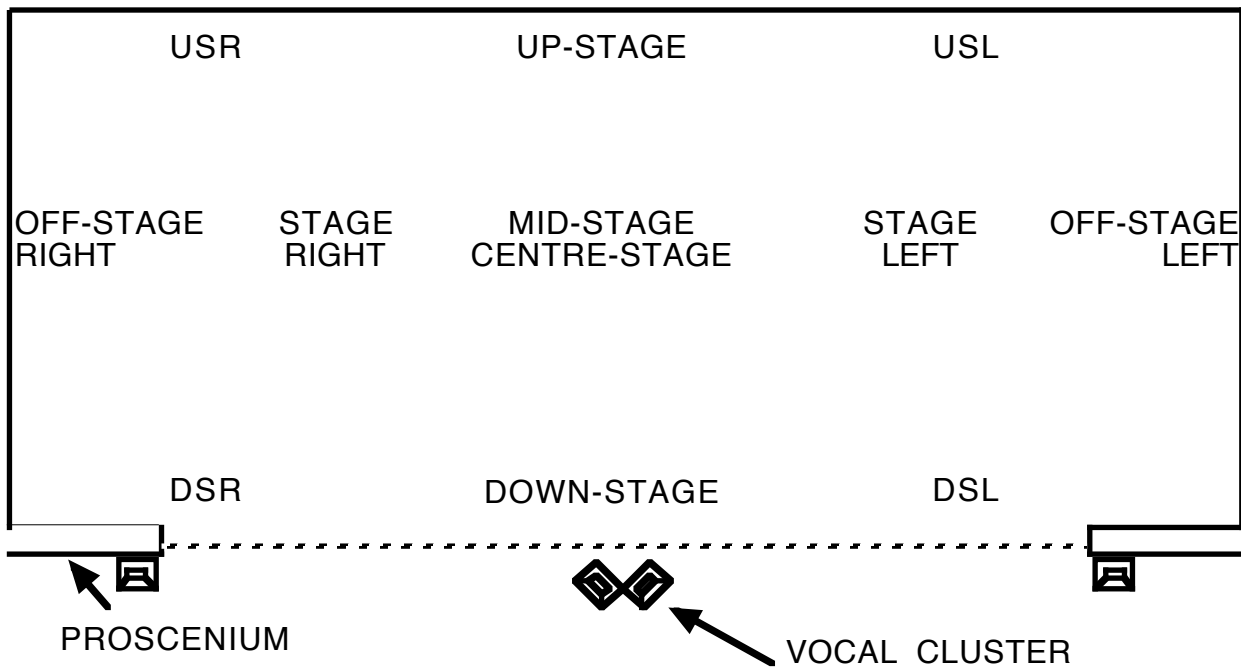 USR UP-STAGE USL
OFF-STAGE STAGE MID-STAGE STAGE OFF-STAGE
RIGHT RIGHT CENTRE-STAGE LEFT LEFT
DSR DOWN-STAGE DSL
PROSCENIUM
VOCAL CLUSTER